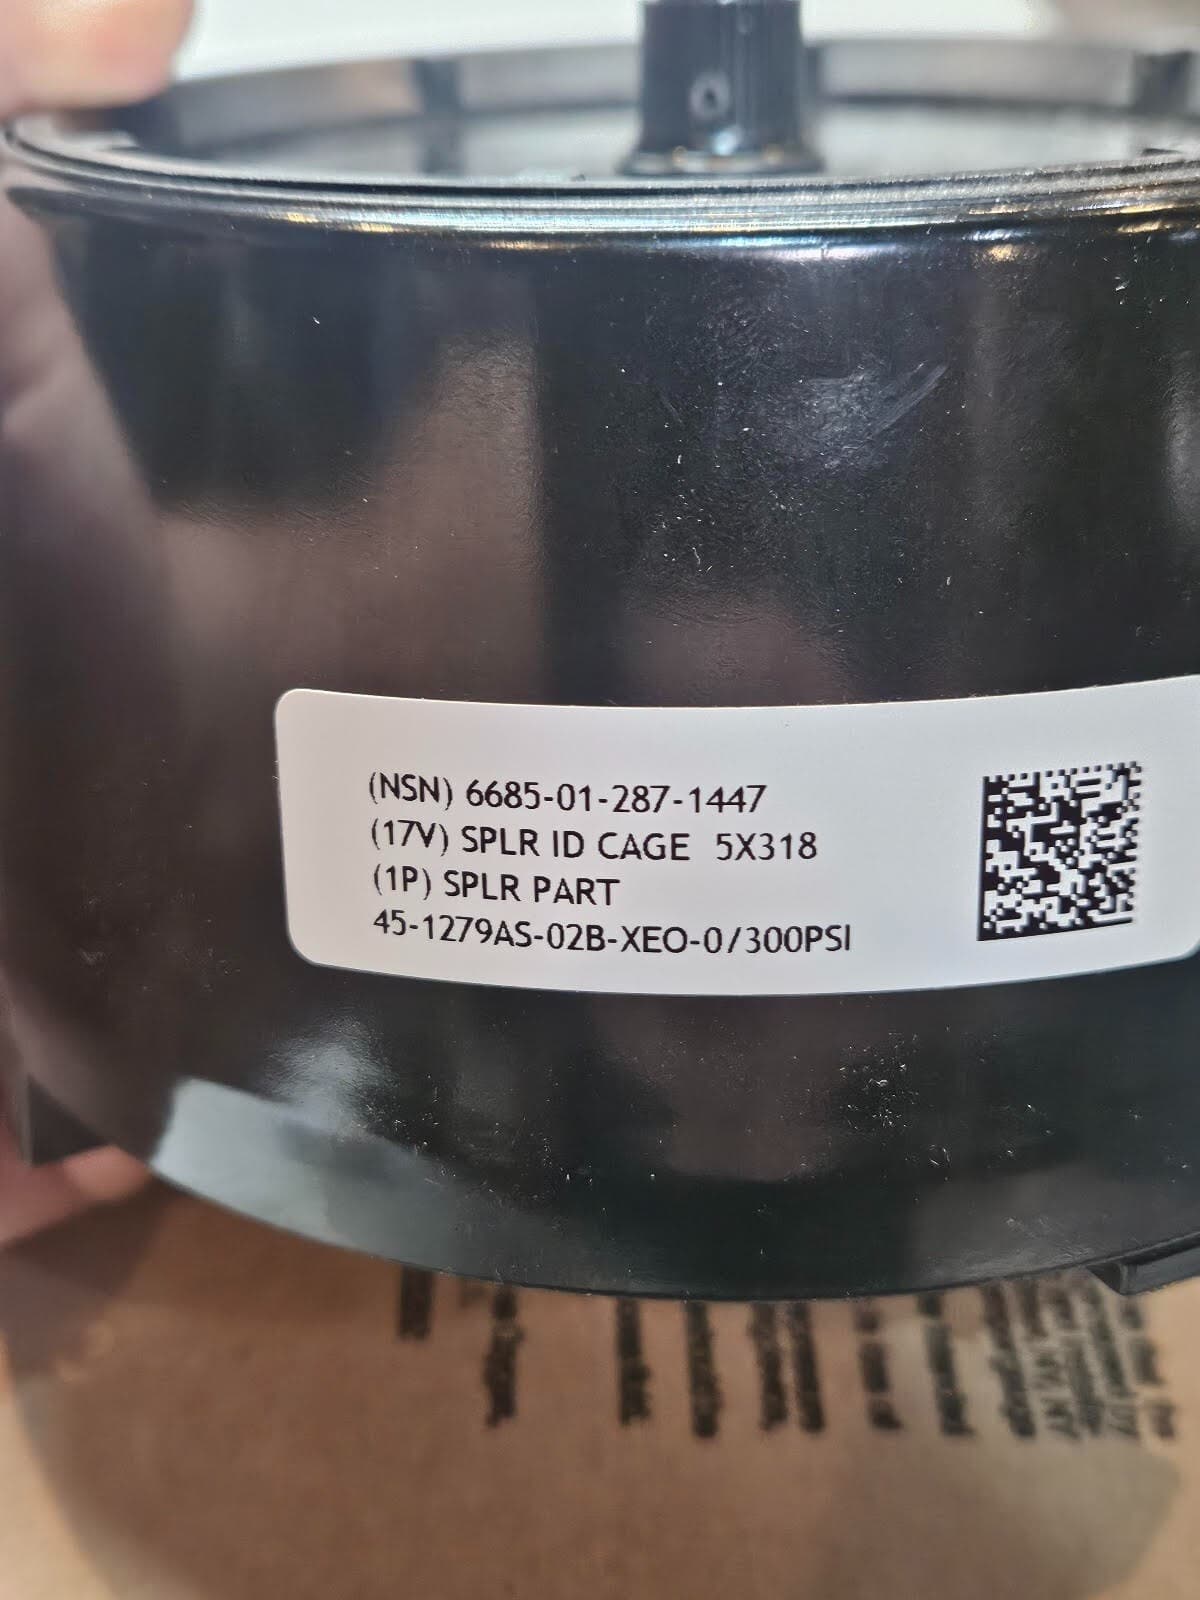 (NSN) 6685-01-287-1447
(17V) SPLR ID CAGE 5X318
(1P) SPLR PART
45-1279AS-02B-XEO-0/300PSI